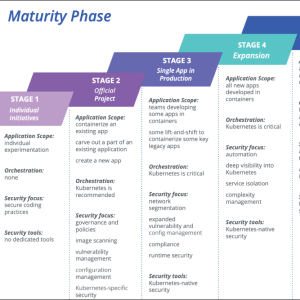 Maturity Phase
STAGE 1
Individual
Initiatives
Application Scope:
individual
experimentation
Orchestration:
none
Security focus:
secure coding
practices
Security tools:
no dedicated tools
STAGE 2
Official
Project
Application Scope:
containerize an
existing app
carve out a part of an
existing application
create a new app
Orchestration:
Kubernetes is
recommended
Security focus:
governance and
policies
image scanning
vulnerability
management
configuration
management
Kubernetes-specific
security
STAGE 3
Single App in
Production
Application Scope:
teams developing
some apps in
containers
some lift-and-shift to
containerize some key
legacy apps
Orchestration:
Kubernetes is critical
Security focus:
network
segmentation
expanded
vulnerability and
config management
compliance
runtime security
Security tools:
Kubernetes-native
security
STAGE 4
Expansion
Application Scope:
all new apps
developed in
containers
Orchestration:
Kubernetes is critical
Security focus:
automation
deep visibility into
Kubernetes
service isolation
complexity
management
Security tools:
Kubernetes-native
security